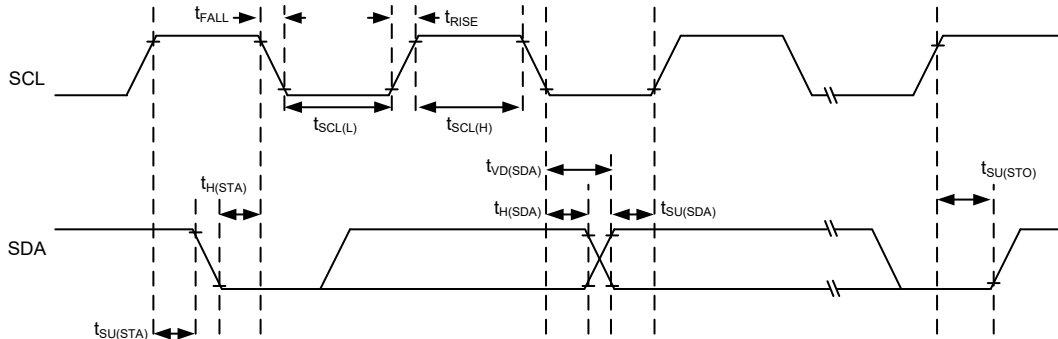 tFALL
tRISE
SCL
tSCL(L)
tSCL(H)
tVD(SDA)
tH(STA)
tSU(STO)
tH(SDA)
tSU(SDA)
SDA
tSU(STA)